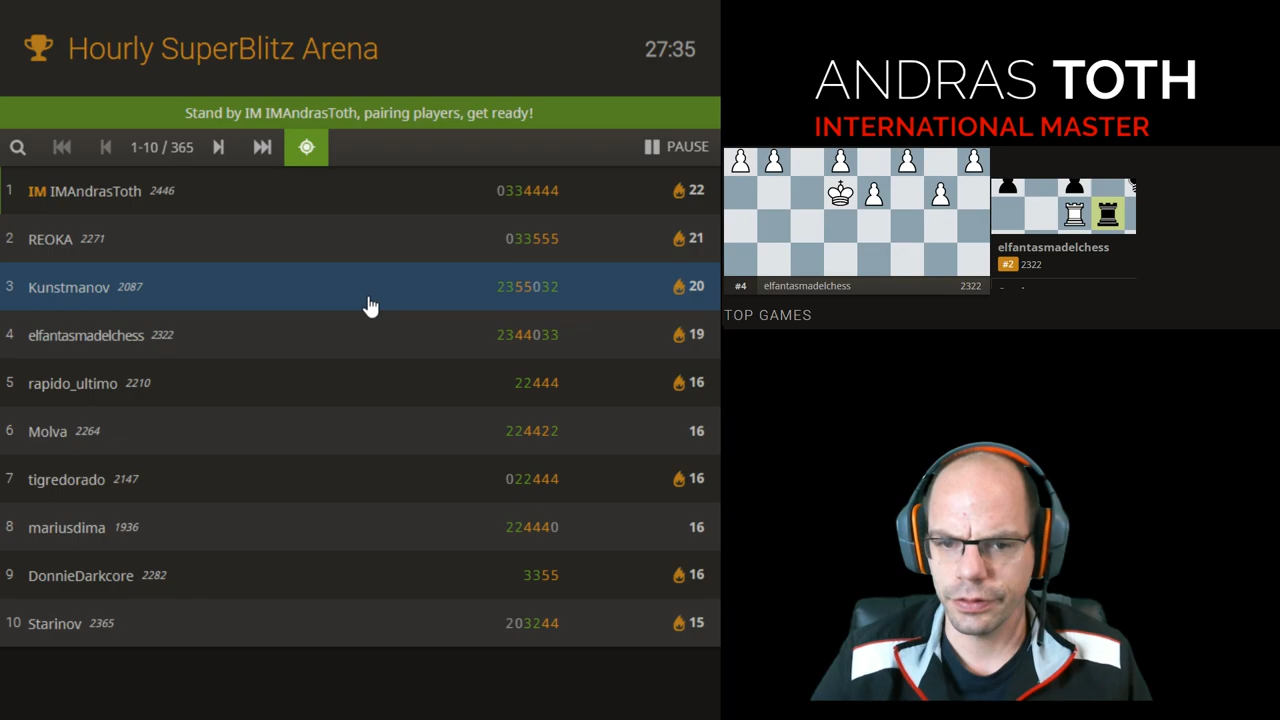 Hourly SuperBlitz Arena 27:35
Stand by IM IMAndrasToth, pairing players, get ready!
1-10 / 365 PAUSE
1 IM IMAndrasToth 2446 0334444 22
2 REOKA 2271 033555 21
3 Kunstmanov 2087 2355032 20
4 elfantasmadelchess 2322 2344033 19
5 rapido_ultimo 2210 22444 16
6 Molva 2264 224422 16
7 tigredorado 2147 022444 16
8 mariusdima 1936 224440 16
9 DonnieDarkcore 2282 3355 16
10 Starinov 2365 203244 15
ANDRAS TOTH
INTERNATIONAL MASTER
elfantasmadelchess
#2 2322
#4 elfantasmadelchess 2322
TOP GAMES